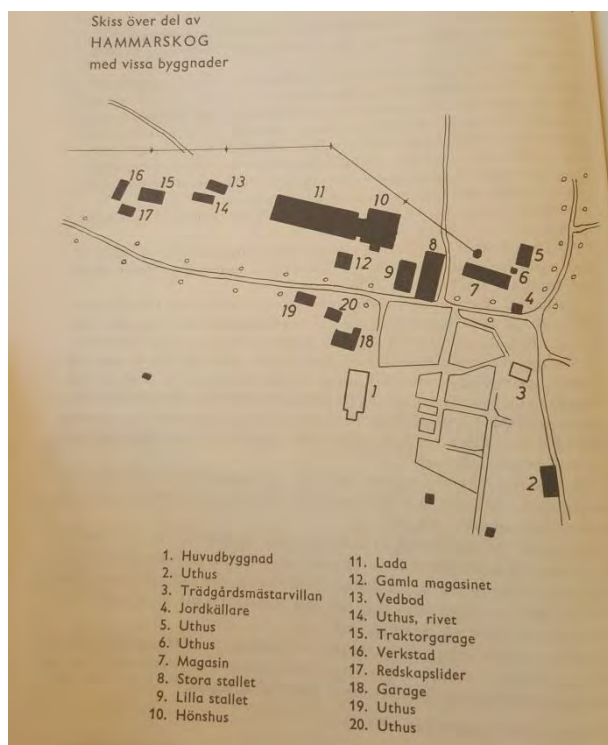 Skiss över del av
HAMMARSKOG
med vissa byggnader
16
15
13
14
17
11
10
12
9
8
7
5
6
4
19
20
18
1
3
2
1. Huvudbyggnad
2. Uthus
3. Trädgårdsmästarvillan
4. Jordkällare
5. Uthus
6. Uthus
7. Magasin
8. Stora stallet
9. Lilla stallet
10. Hönshus
11. Lada
12. Gamla magasinet
13. Vedbod
14. Uthus, rivet
15. Traktorgarage
16. Verkstad
17. Redskapslider
18. Garage
19. Uthus
20. Uthus